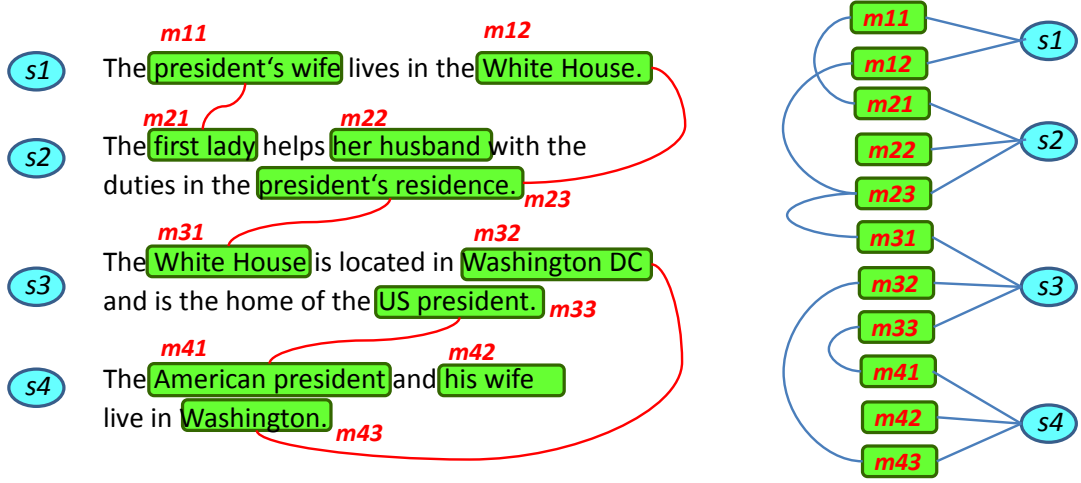 m11 m12
s1 The president‘s wife lives in the White House.
m21 m22
s2 The first lady helps her husband with the
duties in the president‘s residence.
m23
m31 m32
s3 The White House is located in Washington DC
and is the home of the US president.
m33
m41 m42
s4 The American president and his wife
live in Washington.
m43
m11
s1
m12
m21
s2
m22
m23
m31
s3
m32
m33
m41
s4
m42
m43